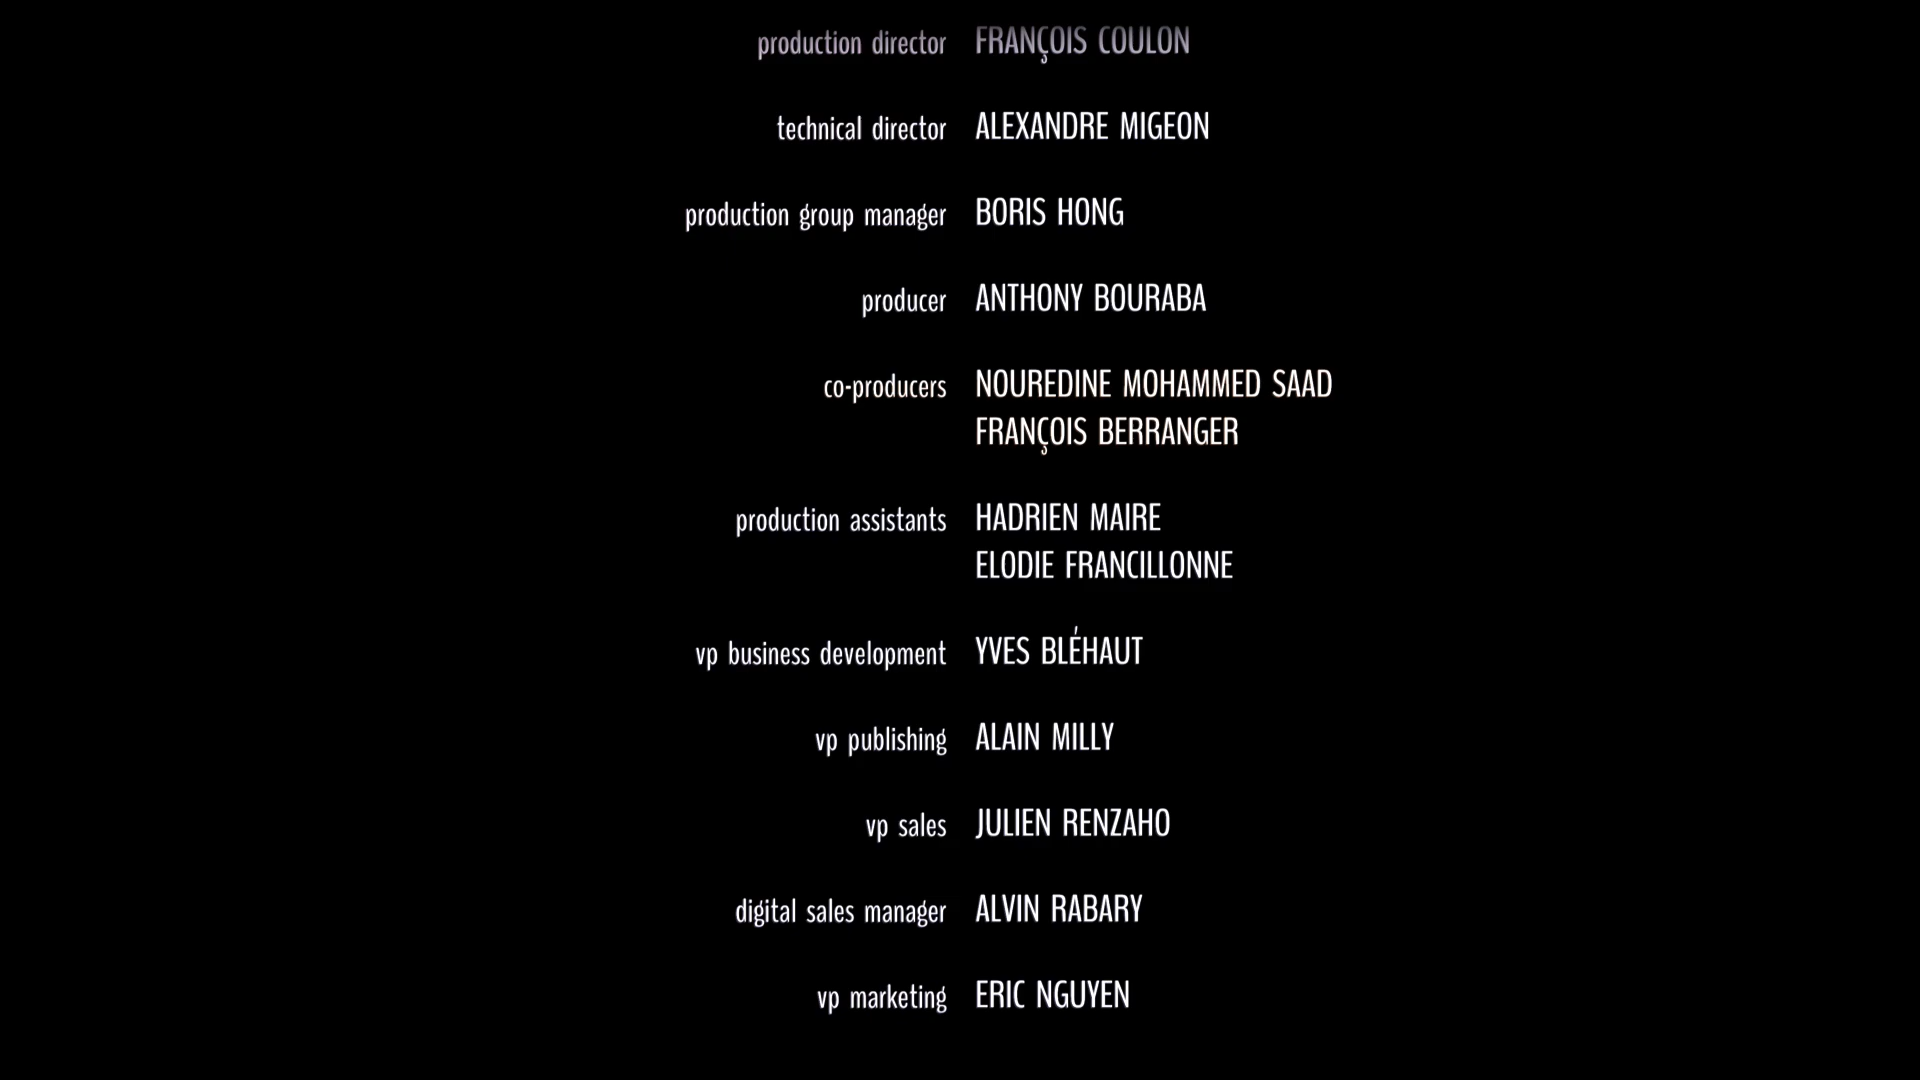 production director FRANÇOIS COULON
technical director ALEXANDRE MIGEON
production group manager BORIS HONG
producer ANTHONY BOURABA
co-producers NOUREDINE MOHAMMED SAAD
FRANÇOIS BERRANGER
production assistants HADRIEN MAIRE
ELODIE FRANCILLONNE
vp business development YVES BLÉHAUT
vp publishing ALAIN MILLY
vp sales JULIEN RENZAHO
digital sales manager ALVIN RABARY
vp marketing ERIC NGUYEN